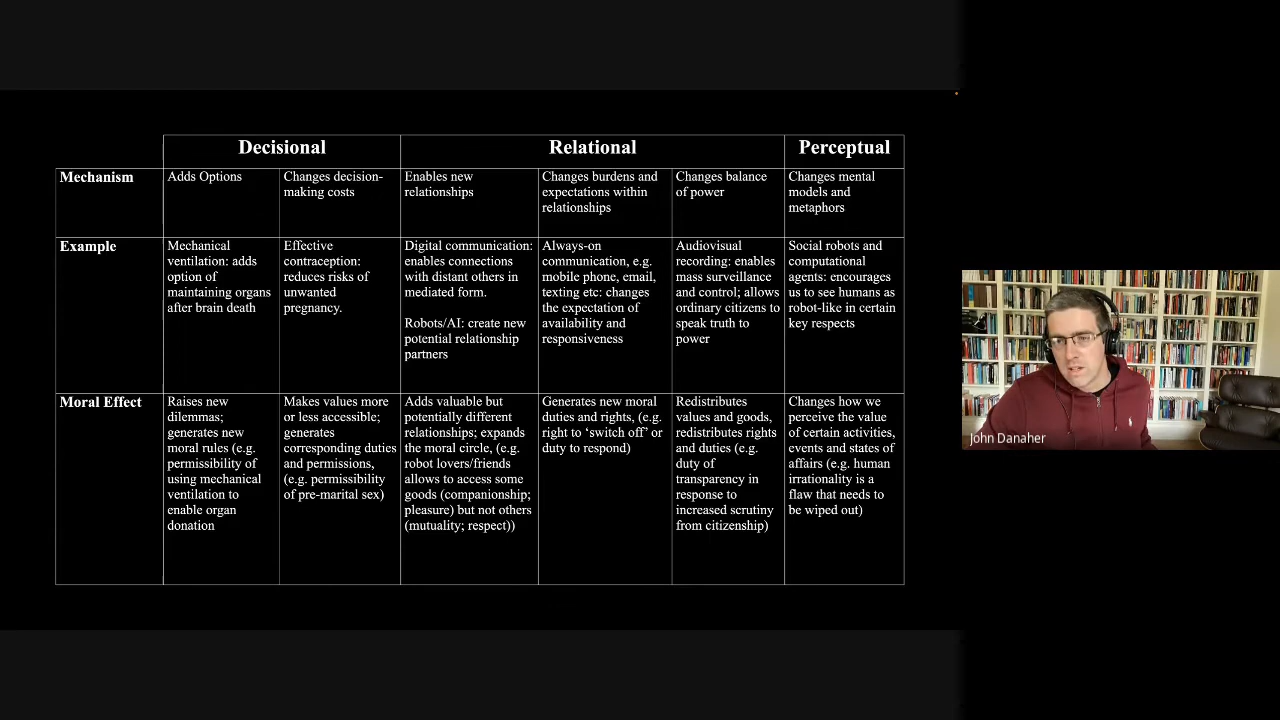 Decisional
Relational
Perceptual
Mechanism
Adds Options
Changes decision-
making costs
Enables new
relationships
Changes burdens and
expectations within
relationships
Changes balance
of power
Changes mental
models and
metaphors
Example
Mechanical
ventilation: adds
option of
maintaining organs
after brain death
Effective
contraception:
reduces risks of
unwanted
pregnancy.
Digital communication:
enables connections
with distant others in
mediated form.
Robots/AI: create new
potential relationship
partners
Always-on
communication, e.g.
mobile phone, email,
texting etc: changes
the expectation of
availability and
responsiveness
Audiovisual
recording: enables
mass surveillance
and control; allows
ordinary citizens to
speak truth to
power
Social robots and
computational
agents: encourages
us to see humans as
robot-like in certain
key respects
Moral Effect
Raises new
dilemmas;
generates new
moral rules (e.g.
permissibility of
using mechanical
ventilation to
enable organ
donation
Makes values more
or less accessible;
generates
corresponding duties
and permissions,
(e.g. permissibility
of pre-marital sex)
Adds valuable but
potentially different
relationships; expands
the moral circle, (e.g.
robot lovers/friends
allows to access some
goods (companionship;
pleasure) but not others
(mutuality; respect))
Generates new moral
duties and rights, (e.g.
right to ‘switch off’ or
duty to respond)
Redistributes
values and goods,
redistributes rights
and duties (e.g.
duty of
transparency in
response to
increased scrutiny
from citizenship)
Changes how we
perceive the value
of certain activities,
events and states of
affairs (e.g. human
irrationality is a
flaw that needs to
be wiped out)
John Danaher